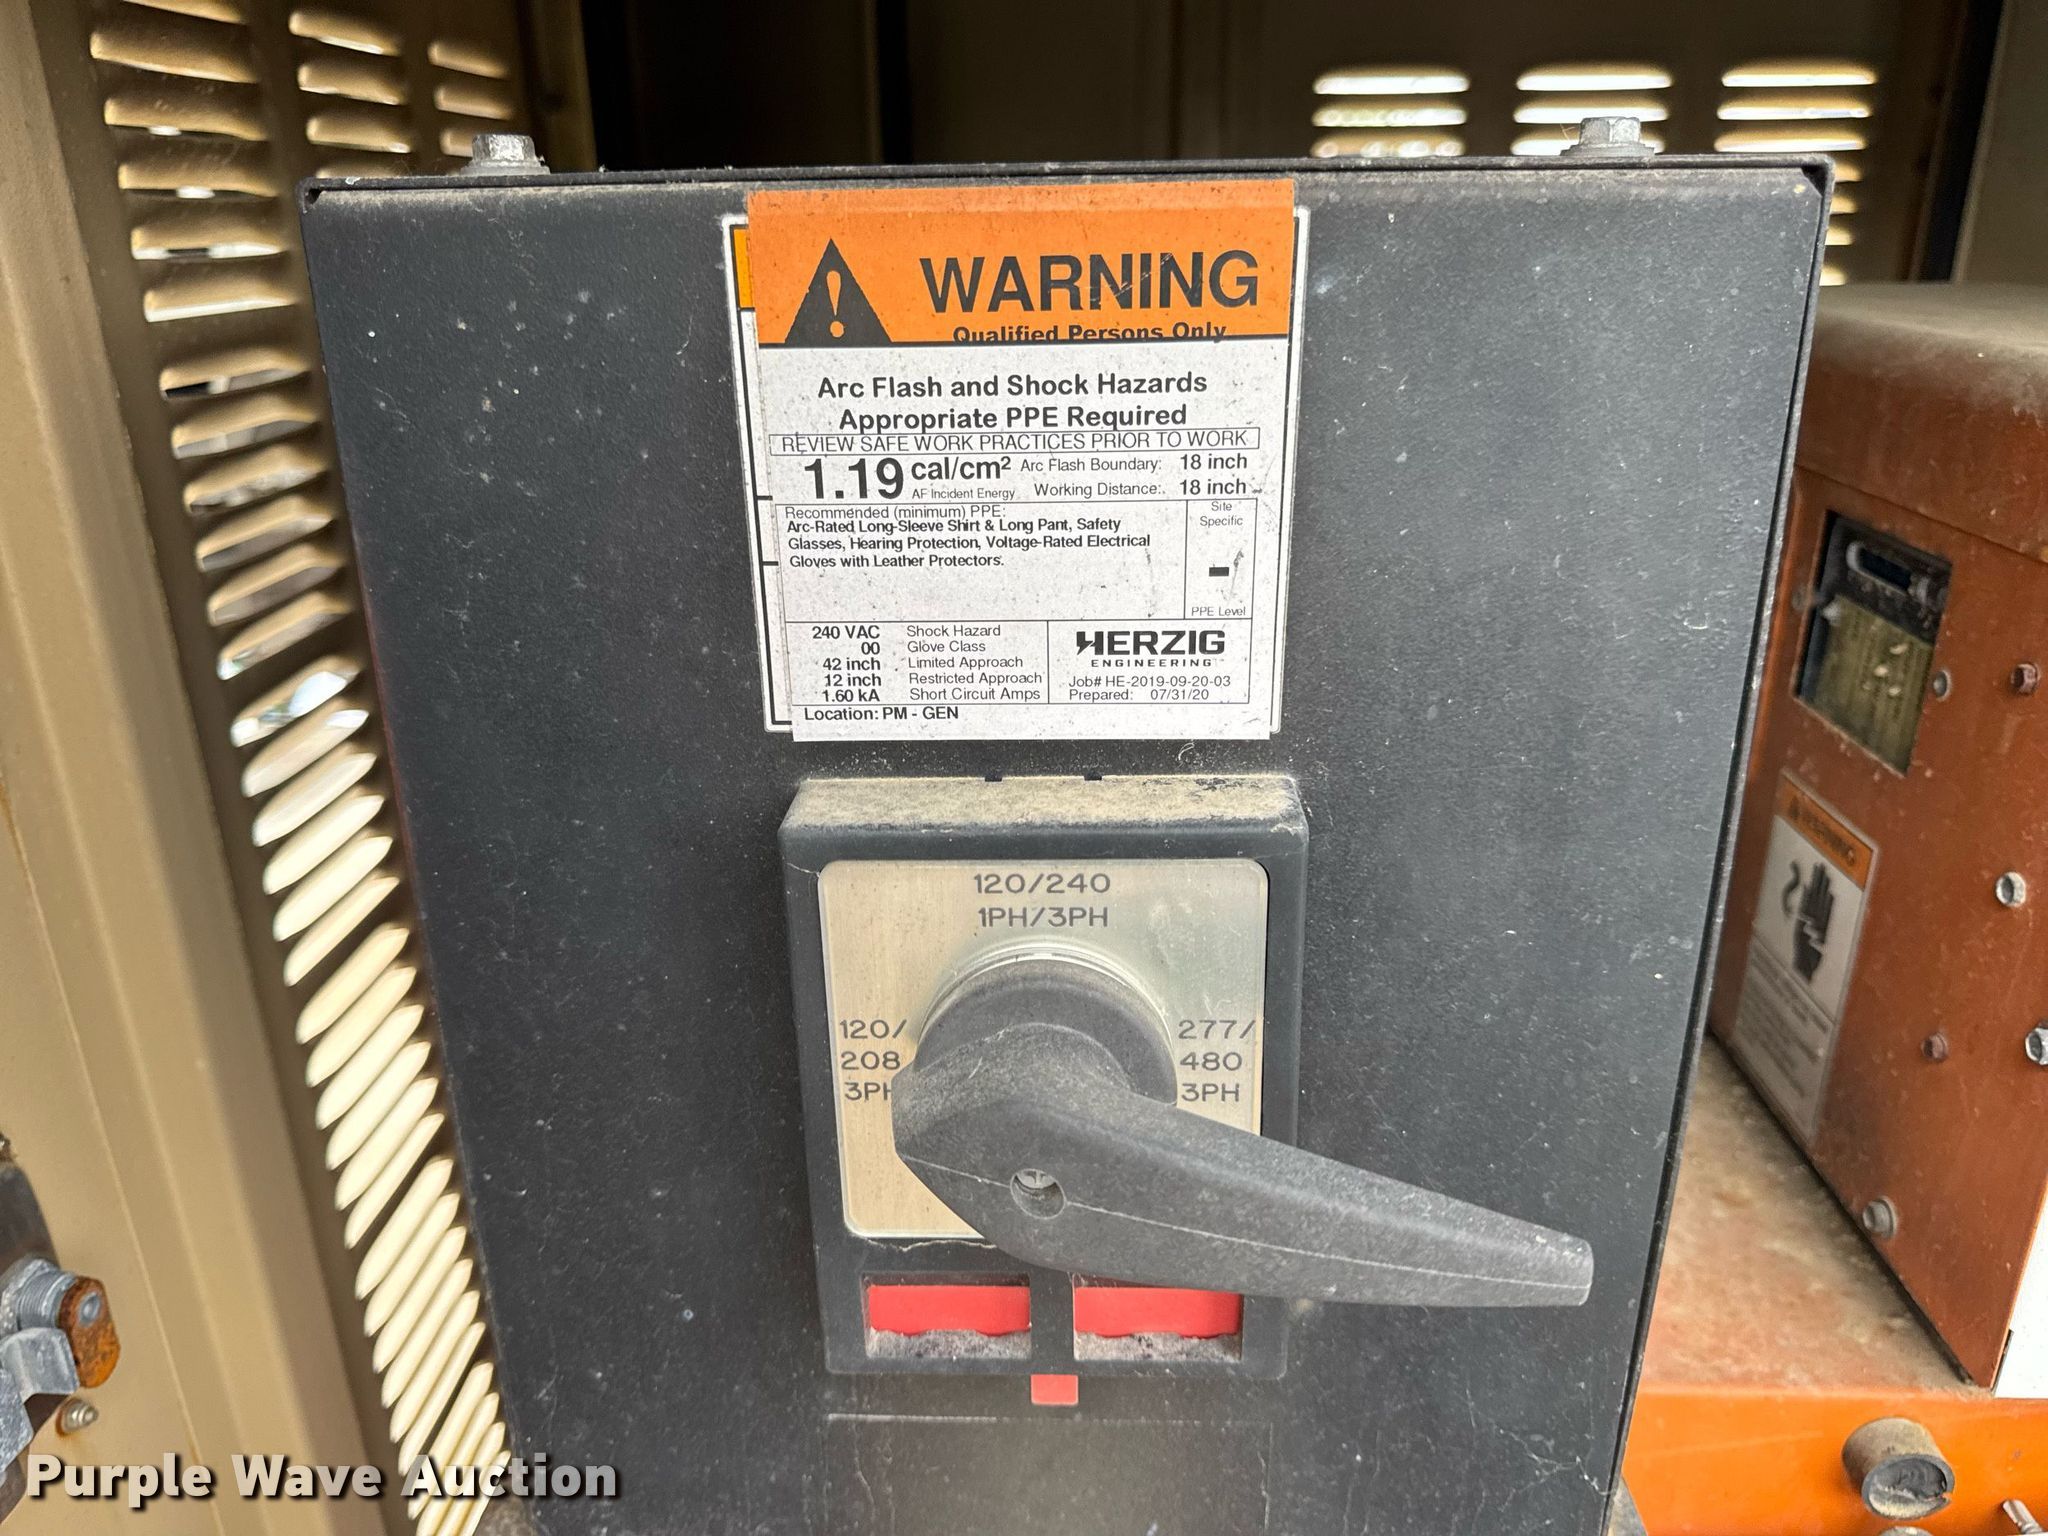 WARNING
Qualified Persons Only
Arc Flash and Shock Hazards
Appropriate PPE Required
REVIEW SAFE WORK PRACTICES PRIOR TO WORK
1.19 cal/cm² Arc Flash Boundary: 18 inch
AF Incident Energy Working Distance: 18 inch
Recommended (minimum) PPE:
Arc-Rated Long-Sleeve Shirt & Long Pant, Safety
Glasses, Hearing Protection, Voltage-Rated Electrical
Gloves with Leather Protectors.
Site
Specific
-
PPE Level
240 VAC Shock Hazard
00 Glove Class
42 inch Limited Approach
12 inch Restricted Approach
1.60 kA Short Circuit Amps
HERZIG
ENGINEERING
Job# HE-2019-09-20-03
Prepared: 07/31/20
Location: PM - GEN
120/240
1PH/3PH
120/
208
3PH
277/
480
3PH
WARNING
Purple Wave Auction